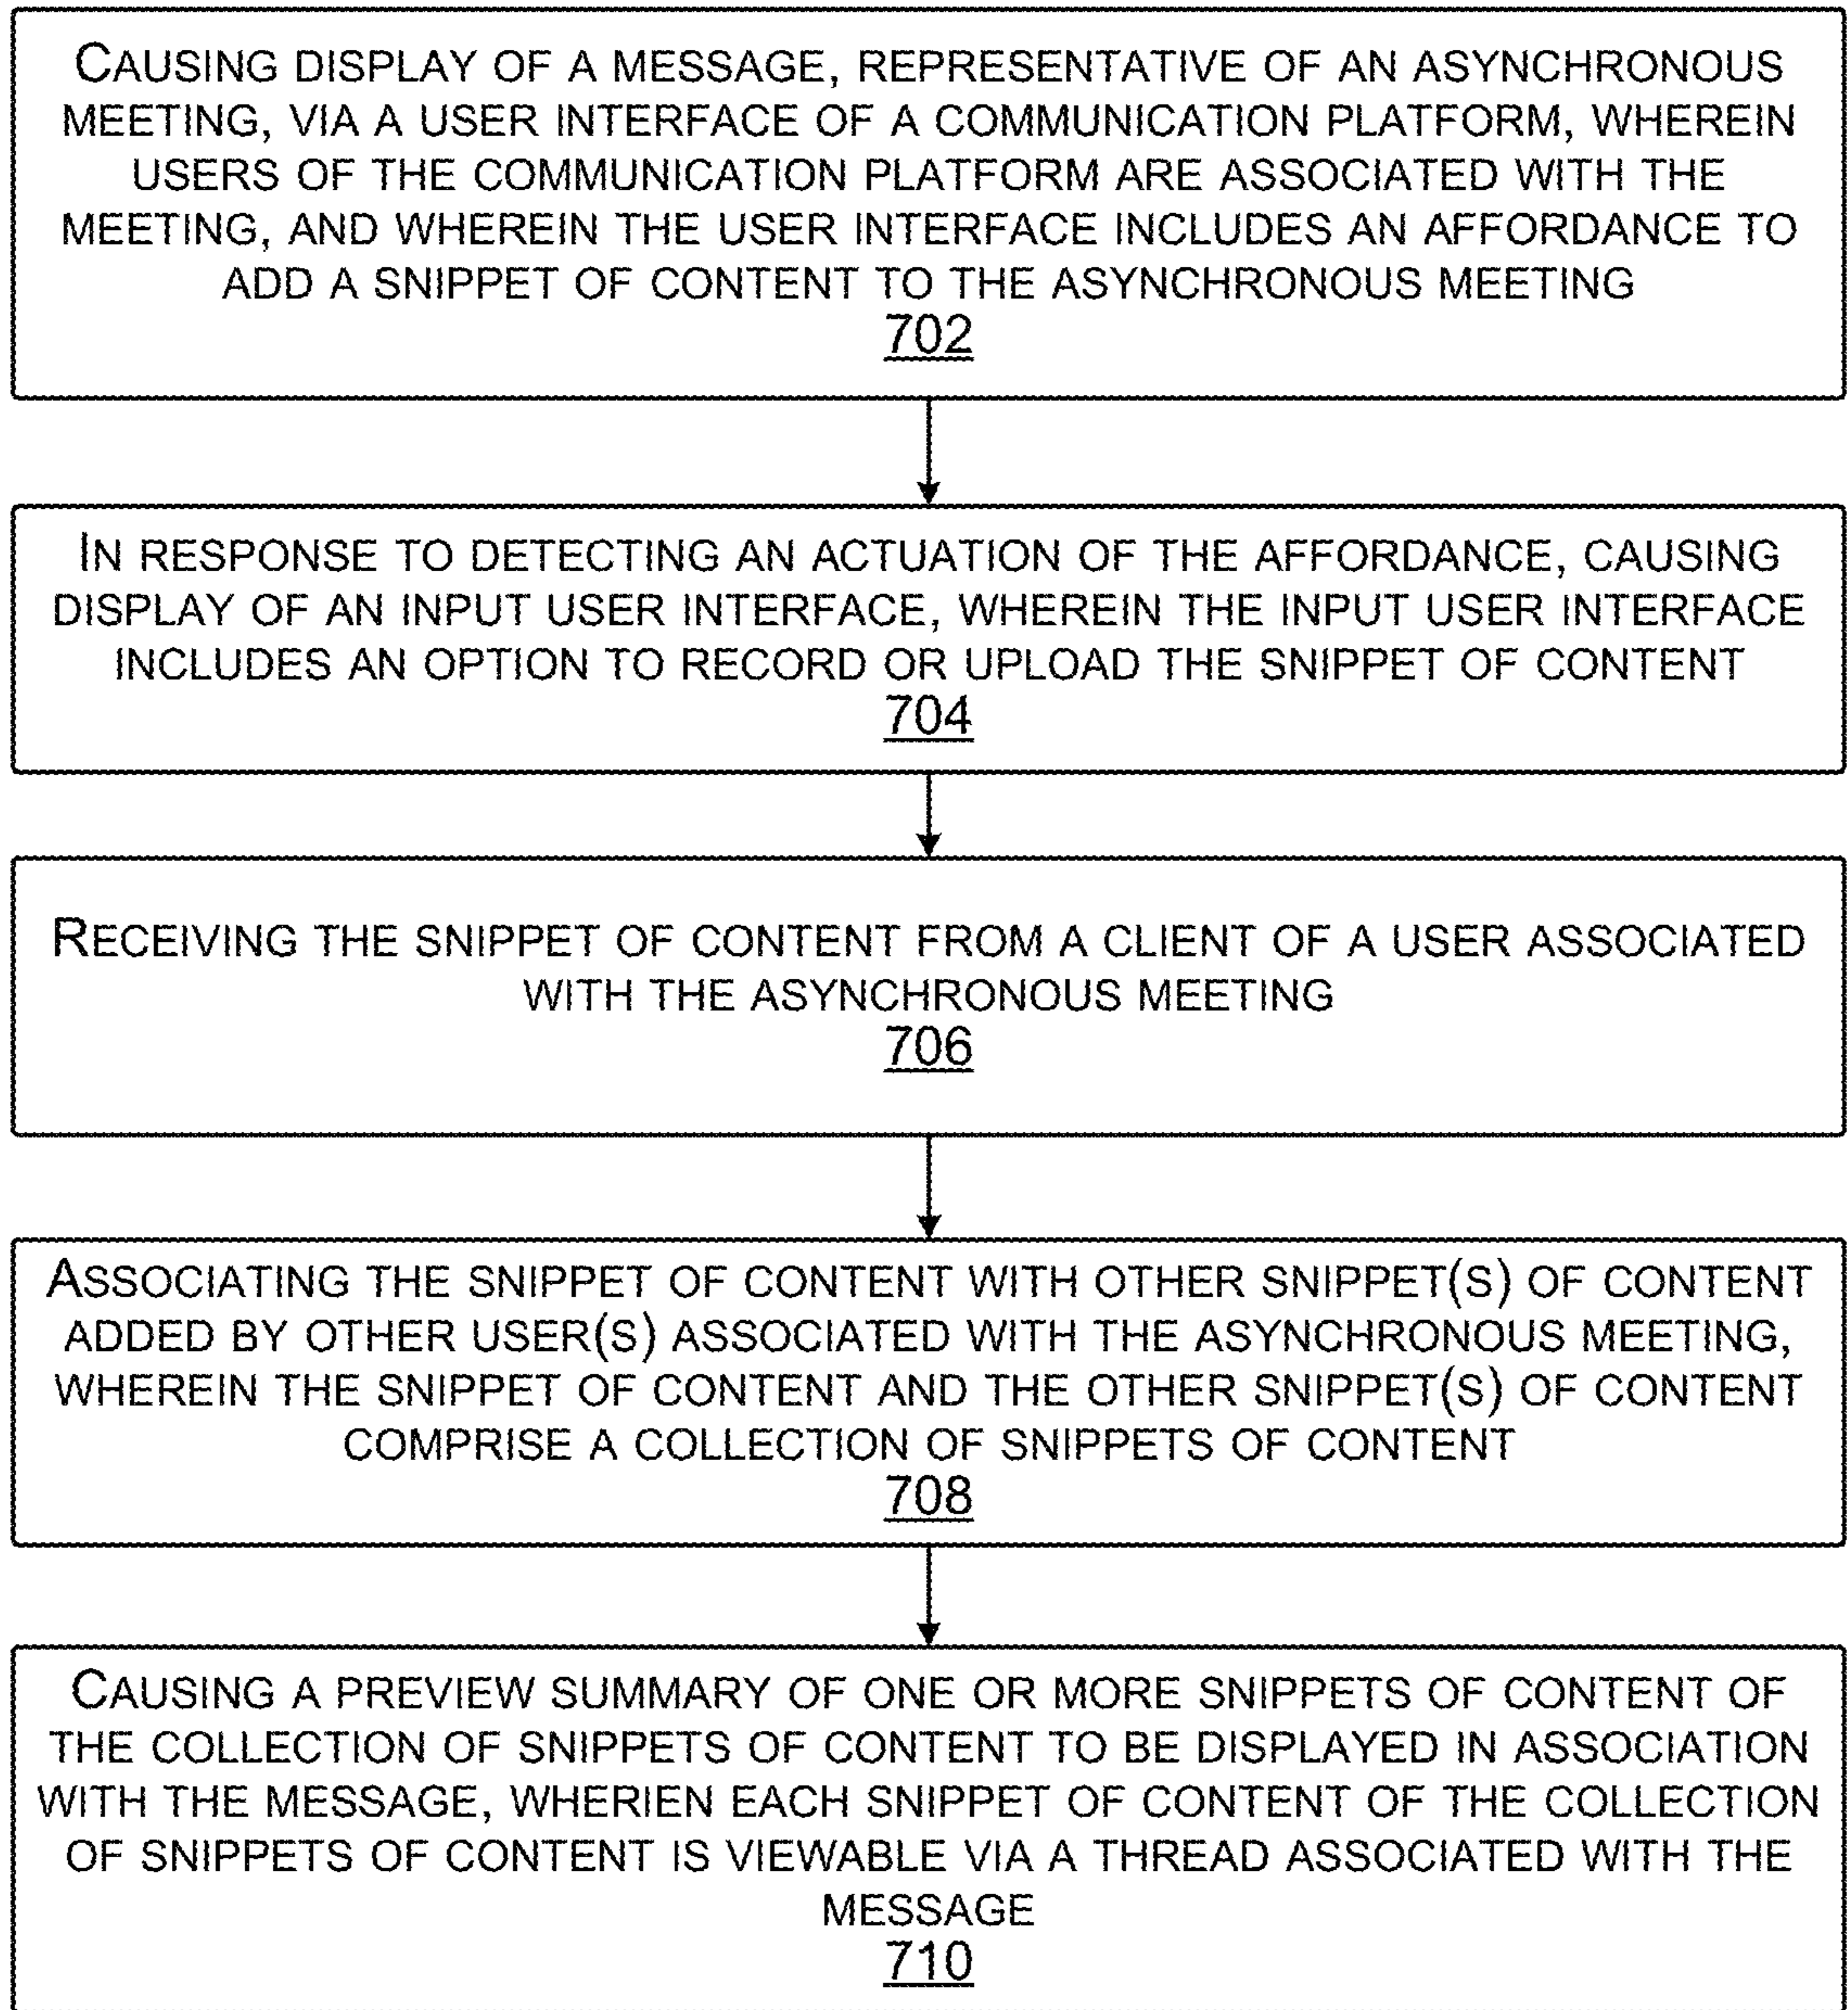 CAUSING DISPLAY OF A MESSAGE, REPRESENTATIVE OF AN ASYNCHRONOUS
MEETING, VIA A USER INTERFACE OF A COMMUNICATION PLATFORM, WHEREIN
USERS OF THE COMMUNICATION PLATFORM ARE ASSOCIATED WITH THE
MEETING, AND WHEREIN THE USER INTERFACE INCLUDES AN AFFORDANCE TO
ADD A SNIPPET OF CONTENT TO THE ASYNCHRONOUS MEETING
702
IN RESPONSE TO DETECTING AN ACTUATION OF THE AFFORDANCE, CAUSING
DISPLAY OF AN INPUT USER INTERFACE, WHEREIN THE INPUT USER INTERFACE
INCLUDES AN OPTION TO RECORD OR UPLOAD THE SNIPPET OF CONTENT
704
RECEIVING THE SNIPPET OF CONTENT FROM A CLIENT OF A USER ASSOCIATED
WITH THE ASYNCHRONOUS MEETING
706
ASSOCIATING THE SNIPPET OF CONTENT WITH OTHER SNIPPET(S) OF CONTENT
ADDED BY OTHER USER(S) ASSOCIATED WITH THE ASYNCHRONOUS MEETING,
WHEREIN THE SNIPPET OF CONTENT AND THE OTHER SNIPPET(S) OF CONTENT
COMPRISE A COLLECTION OF SNIPPETS OF CONTENT
708
CAUSING A PREVIEW SUMMARY OF ONE OR MORE SNIPPETS OF CONTENT OF
THE COLLECTION OF SNIPPETS OF CONTENT TO BE DISPLAYED IN ASSOCIATION
WITH THE MESSAGE, WHERIEN EACH SNIPPET OF CONTENT OF THE COLLECTION
OF SNIPPETS OF CONTENT IS VIEWABLE VIA A THREAD ASSOCIATED WITH THE
MESSAGE
710